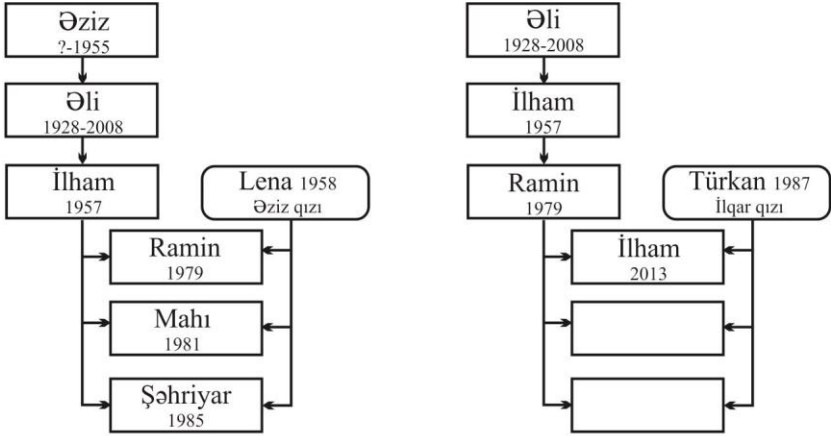 Əziz
?-1955
Əli
1928-2008
İlham
1957
Lena 1958
Əziz qızı
Ramin
1979
Mahı
1981
Şəhriyar
1985
Əli
1928-2008
İlham
1957
Ramin
1979
Türkan 1987
İlqar qızı
İlham
2013